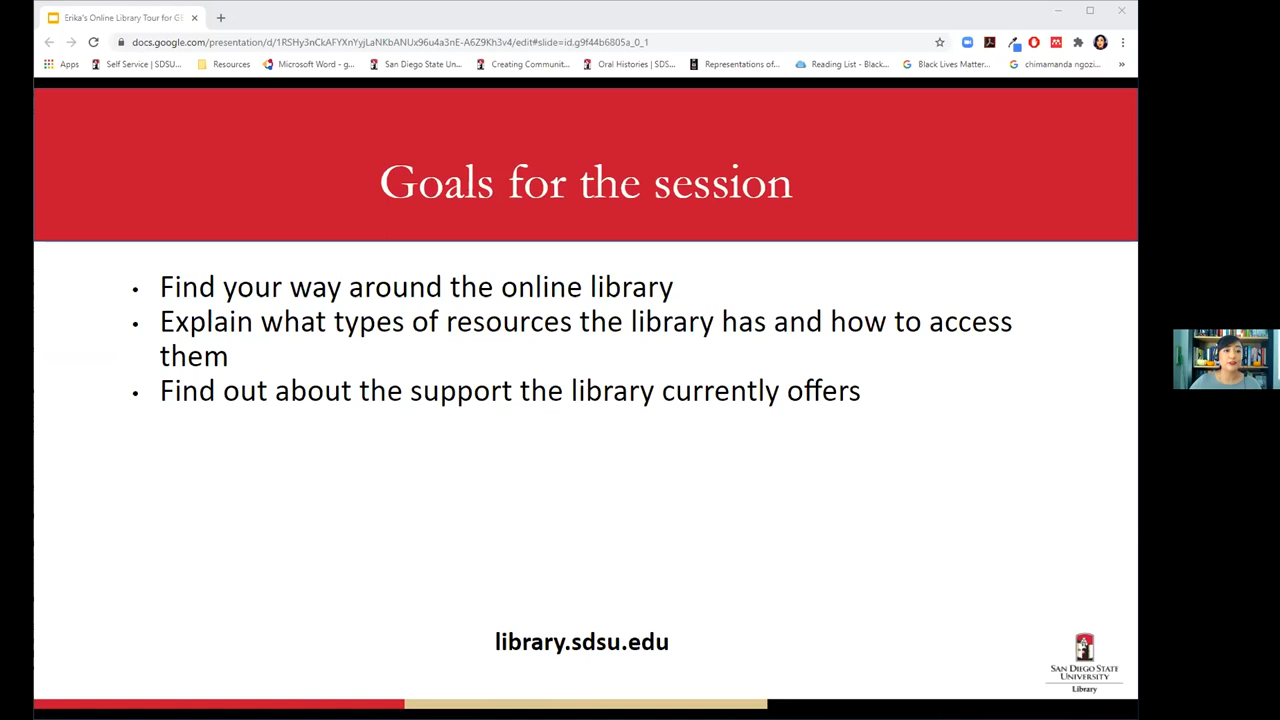 Erika's Online Library Tour for GE
docs.google.com/presentation/d/1RSHy3nCkAFYXnYvjLaNKbANUx96u4a3nE-A6Z9Kh3v4/edit#slide=id.g9f44b6805a_0_1
Apps Self Service | SDSU... Resources Microsoft Word - g... San Diego State Un... Creating Communit... Oral Histories | SDS... Representations of... Reading List - Black... Black Lives Matter... chimamanda ngozi... »
Goals for the session
• Find your way around the online library
• Explain what types of resources the library has and how to access
them
• Find out about the support the library currently offers
library.sdsu.edu
SAN DIEGO STATE
UNIVERSITY
Library